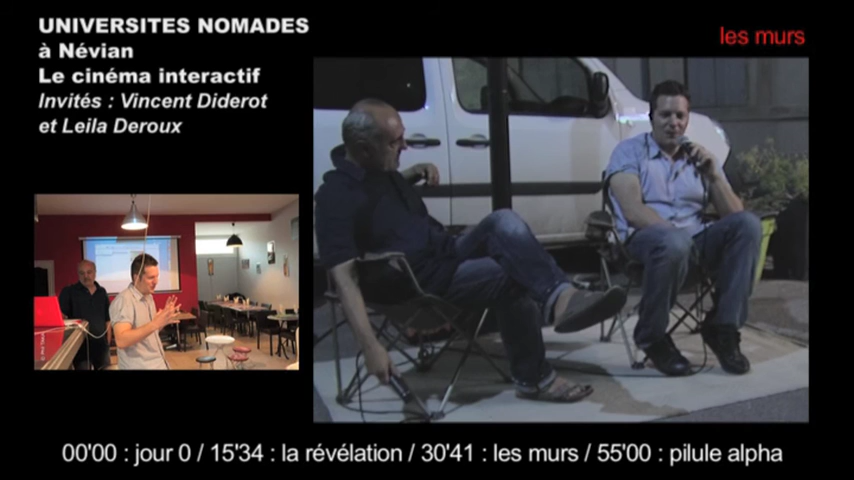 UNIVERSITES NOMADES
à Névian
Le cinéma interactif
Invités : Vincent Diderot
et Leila Deroux
les murs
00'00 : jour 0 / 15'34 : la révélation / 30'41 : les murs / 55'00 : pilule alpha